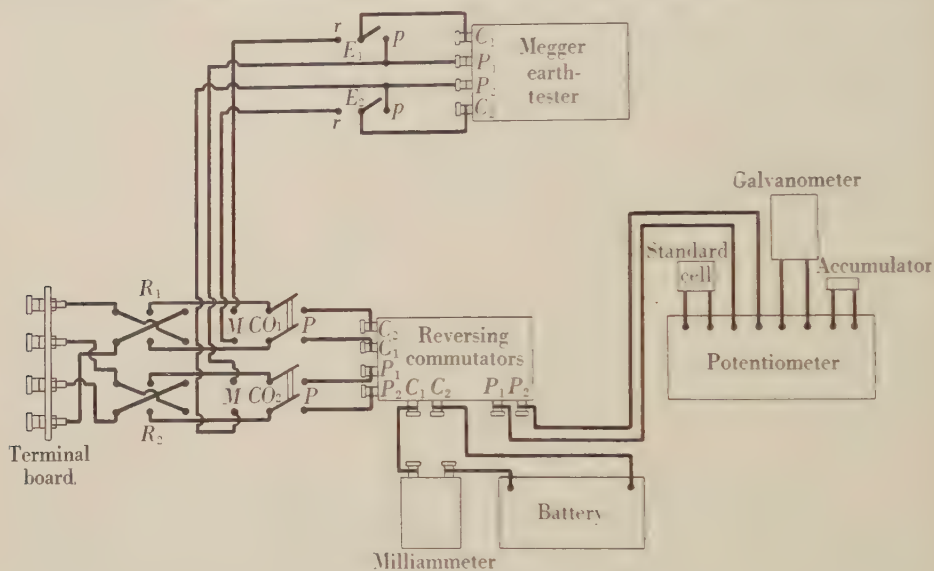 r
E₁
p
C₁
Megger
earth-
tester
P₁
P₂
E₂
p
C₂
r
Galvanometer
Standard
cell
Accumulator
R₁
M CO₁ P
C₂
C₁
Reversing
commutators
Potentiometer
P₁
M CO₂ P
P₂ C₁ C₂ P₁ P₂
R₂
Terminal
board.
Battery
Milliammeter